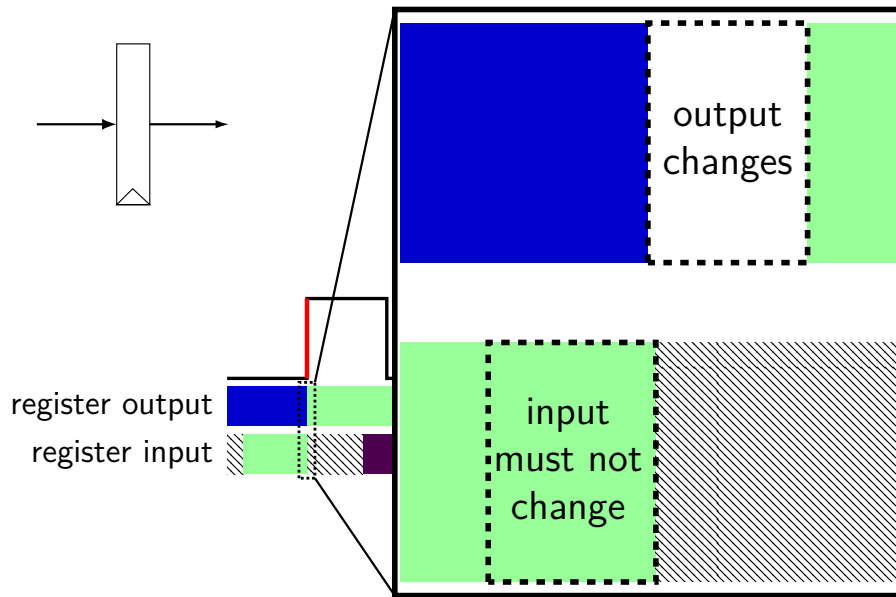 output
changes
register output
register input
input
must not
change